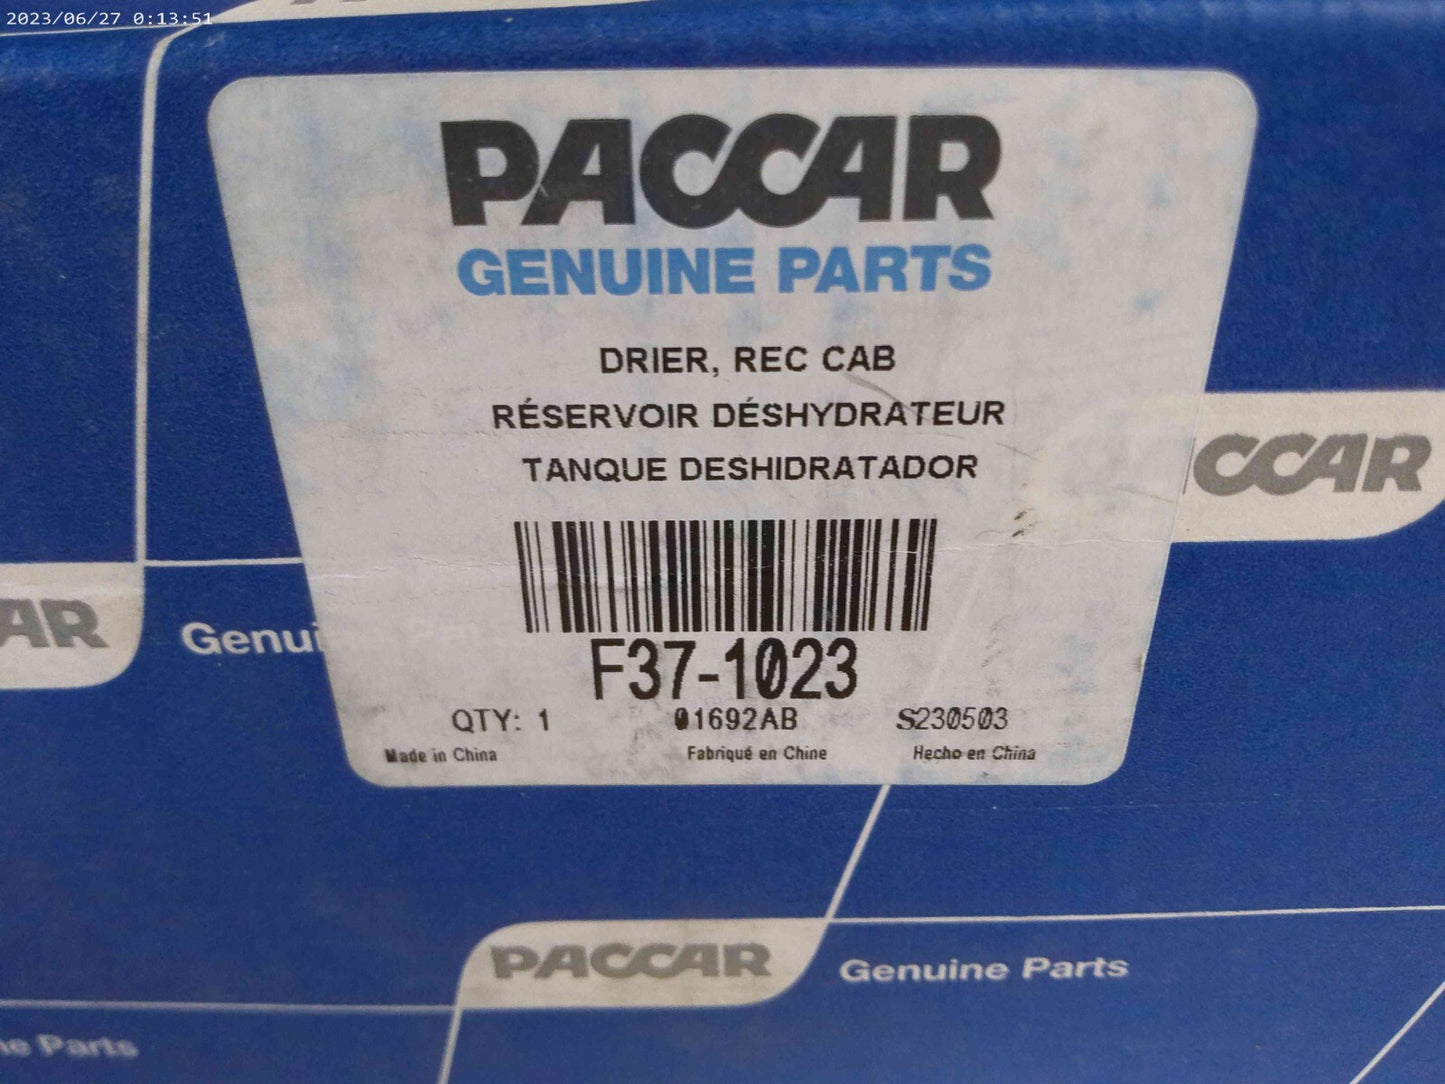 2023/06/27 0:13:51
PACCAR
GENUINE PARTS
DRIER, REC CAB
RÉSERVOIR DÉSHYDRATEUR
TANQUE DESHIDRATADOR
CCAR
AR
Genui
F37-1023
QTY: 1 01692AB S230503
Made in China Fabriqué en Chine Hecho en China
PACCAR Genuine Parts
ne Parts